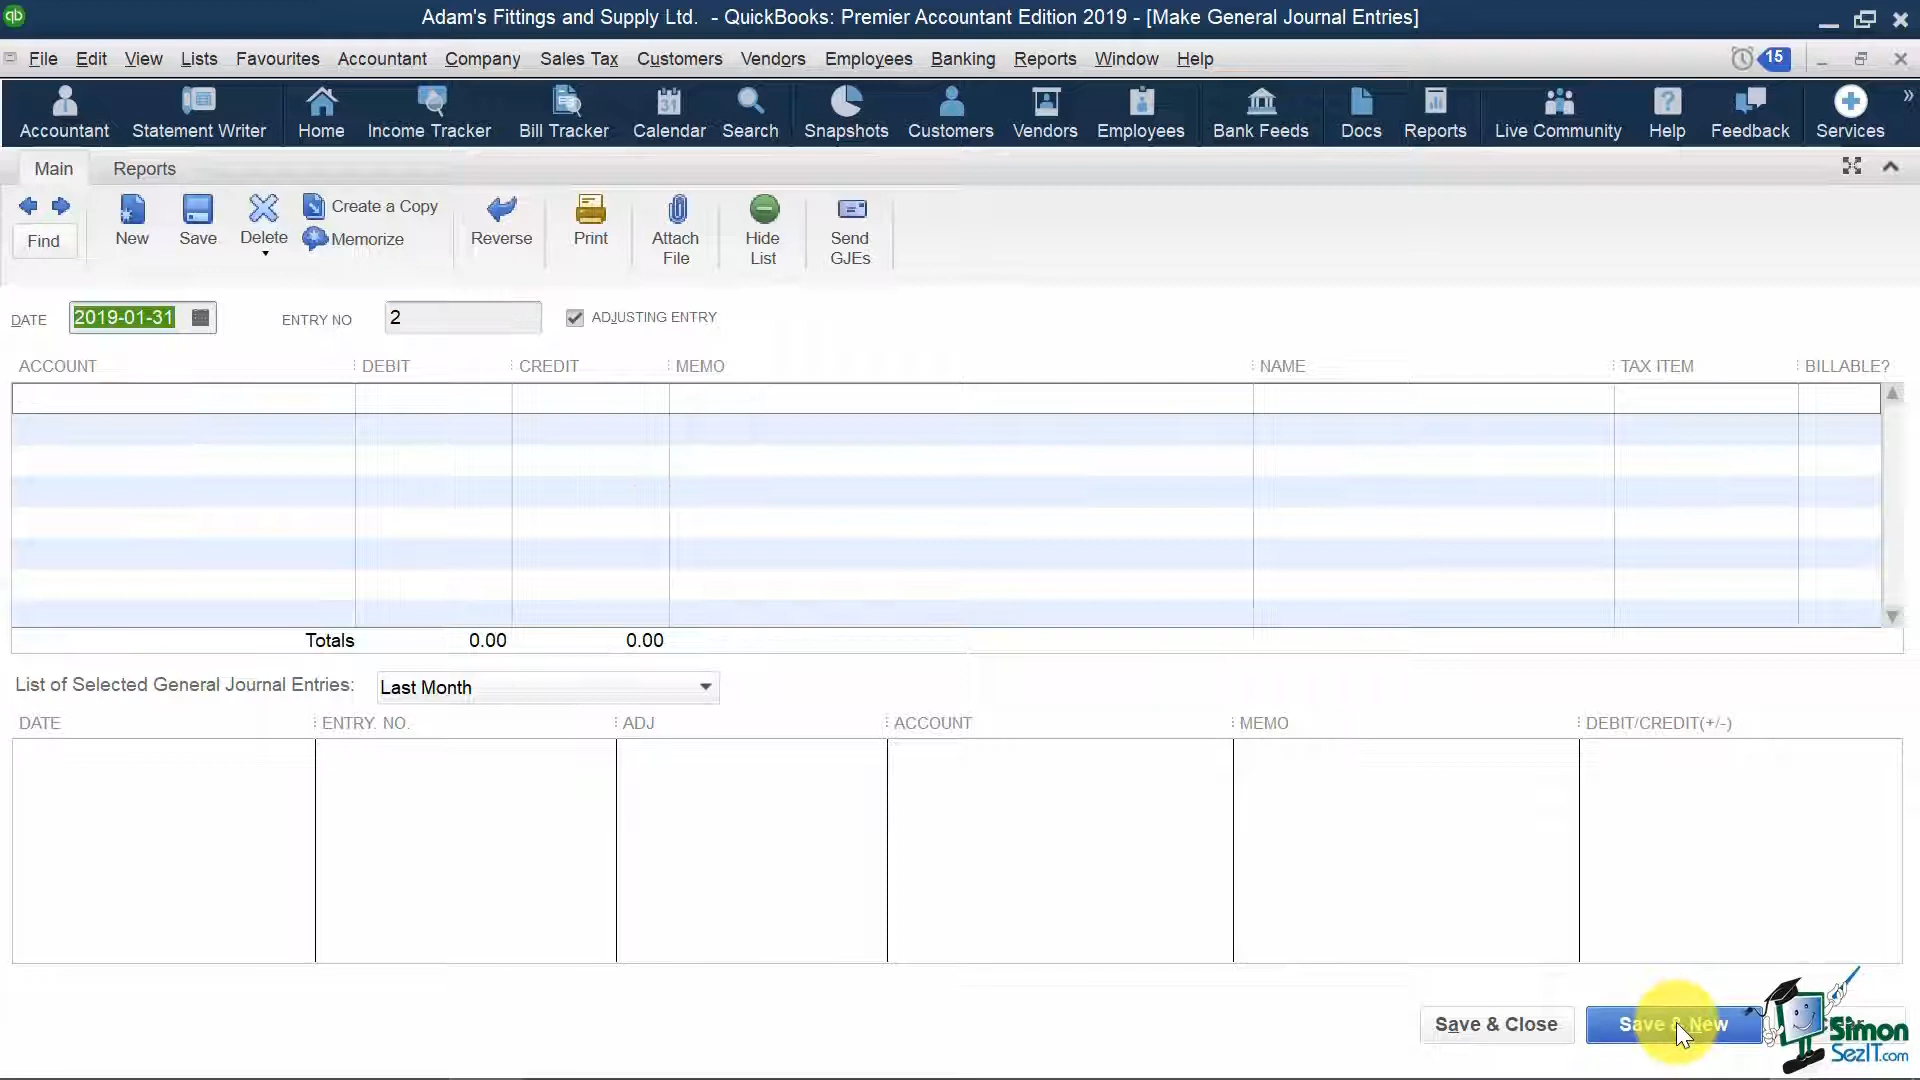 qb Adam's Fittings and Supply Ltd. - QuickBooks: Premier Accountant Edition 2019 - [Make General Journal Entries]
File Edit View Lists Favourites Accountant Company Sales Tax Customers Vendors Employees Banking Reports Window Help 15
Accountant Statement Writer Home Income Tracker Bill Tracker 31 Calendar Search Snapshots Customers Vendors Employees Bank Feeds Docs Reports Live Community ? Help Feedback Services »
Main Reports
Find New Save Delete Create a Copy Memorize Reverse Print Attach File Hide List Send GJEs
DATE 2019-01-31 ENTRY NO 2 ADJUSTING ENTRY
ACCOUNT DEBIT CREDIT MEMO NAME TAX ITEM BILLABLE?
Totals 0.00 0.00
List of Selected General Journal Entries: Last Month
DATE ENTRY. NO. ADJ ACCOUNT MEMO DEBIT/CREDIT(+/-)
Save & Close Save & New
Simon
SezIT.com